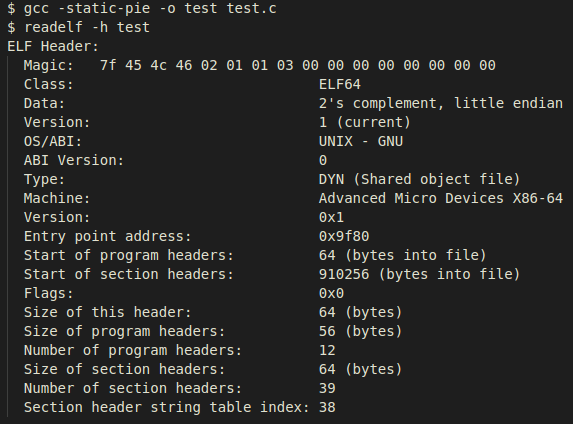 $ gcc -static-pie -o test test.c
$ readelf -h test
ELF Header:
  Magic:   7f 45 4c 46 02 01 01 03 00 00 00 00 00 00 00 00
  Class:                             ELF64
  Data:                              2's complement, little endian
  Version:                           1 (current)
  OS/ABI:                            UNIX - GNU
  ABI Version:                       0
  Type:                              DYN (Shared object file)
  Machine:                           Advanced Micro Devices X86-64
  Version:                           0x1
  Entry point address:               0x9f80
  Start of program headers:          64 (bytes into file)
  Start of section headers:          910256 (bytes into file)
  Flags:                             0x0
  Size of this header:               64 (bytes)
  Size of program headers:           56 (bytes)
  Number of program headers:         12
  Size of section headers:           64 (bytes)
  Number of section headers:         39
  Section header string table index: 38